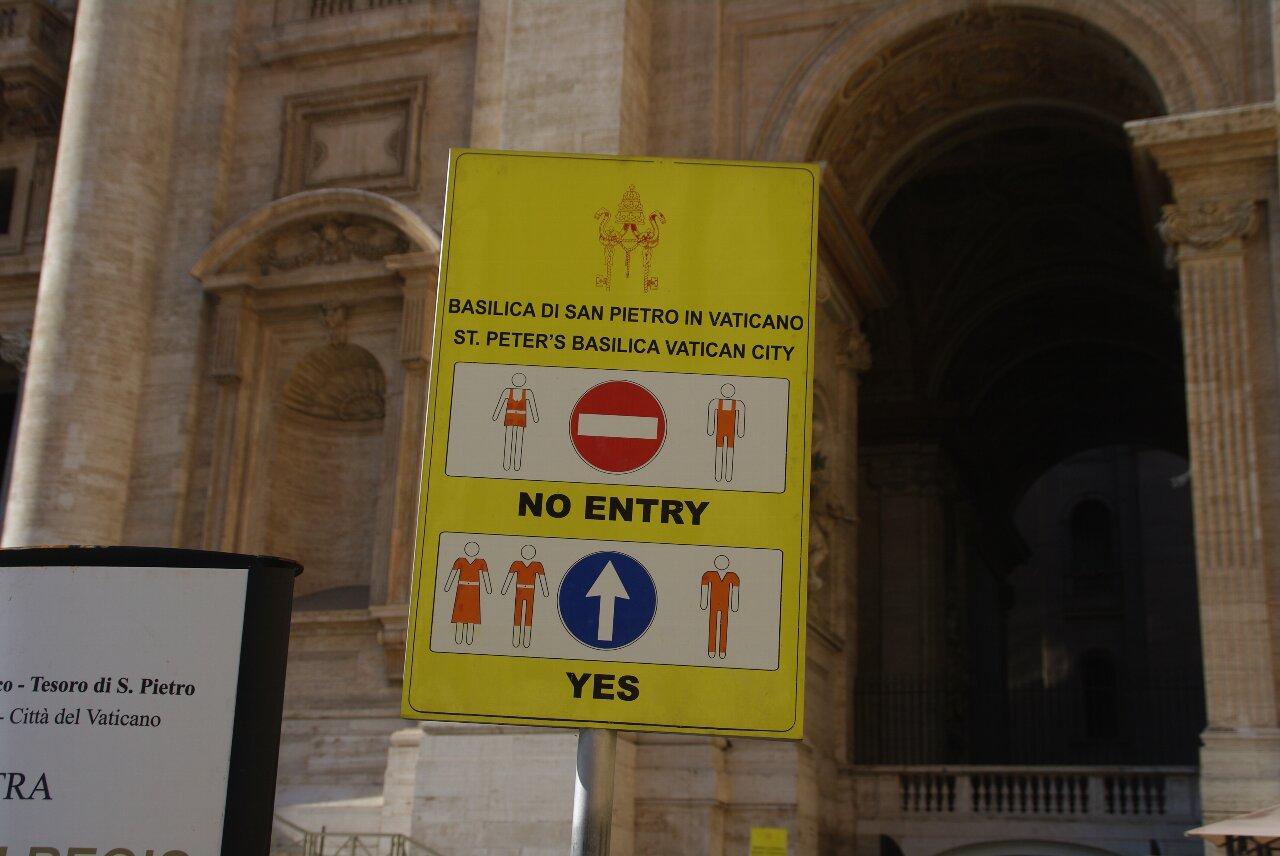 BASILICA DI SAN PIETRO IN VATICANO
ST. PETER'S BASILICA VATICAN CITY
NO ENTRY
YES
- Tesoro di S. Pietro
- Città del Vaticano